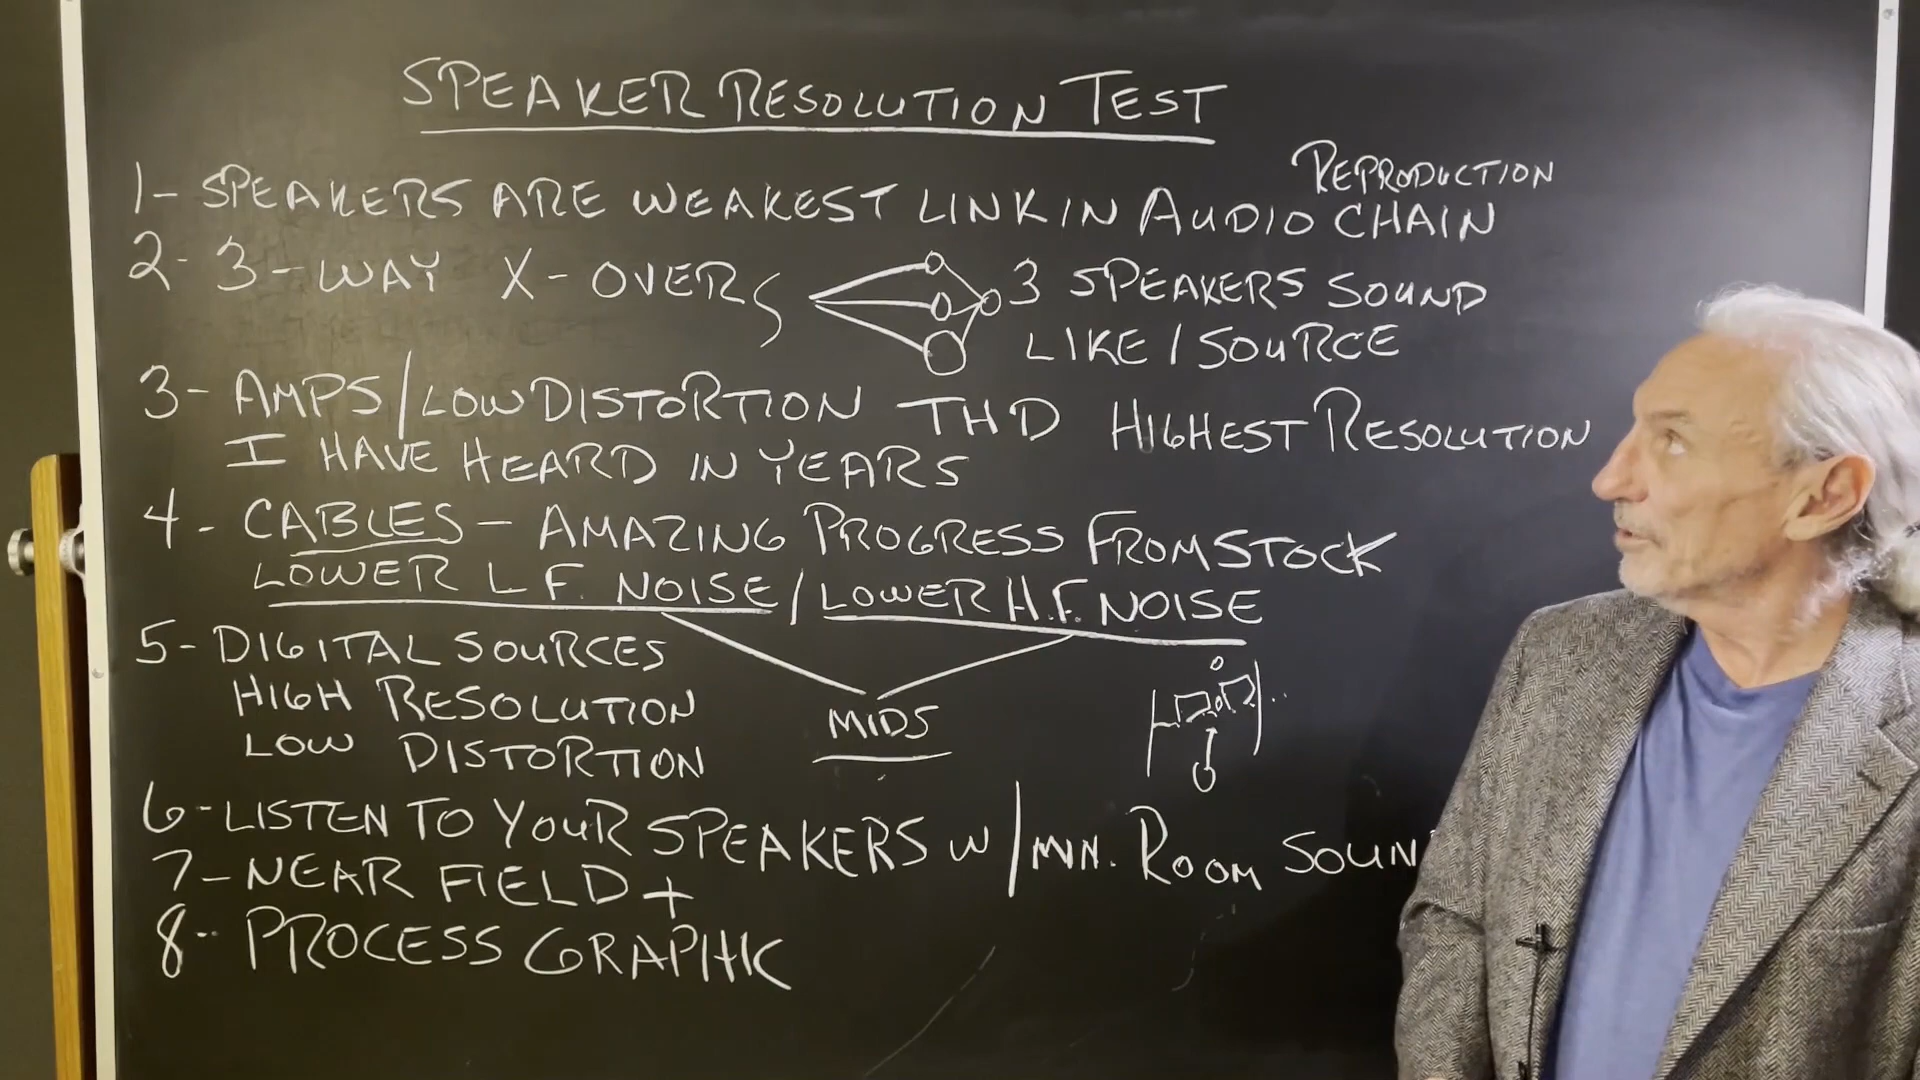 SPEAKER RESOLUTION TEST
REPRODUCTION
1- SPEAKERS ARE WEAKEST LINK IN AUDIO CHAIN
2- 3-WAY X-OVER 3 SPEAKERS SOUND
LIKE 1 SOURCE
3- AMPS/LOW DISTORTION THD HIGHEST RESOLUTION
I HAVE HEARD IN YEARS
4- CABLES - AMAZING PROGRESS FROM STOCK
LOWER L.F. NOISE / LOWER H.F. NOISE
5- DIGITAL SOURCES
HIGH RESOLUTION
LOW DISTORTION
MIDS
6- LISTEN TO YOUR SPEAKERS W/MIN. ROOM SOUN
7- NEAR FIELD +
8- PROCESS GRAPHIC